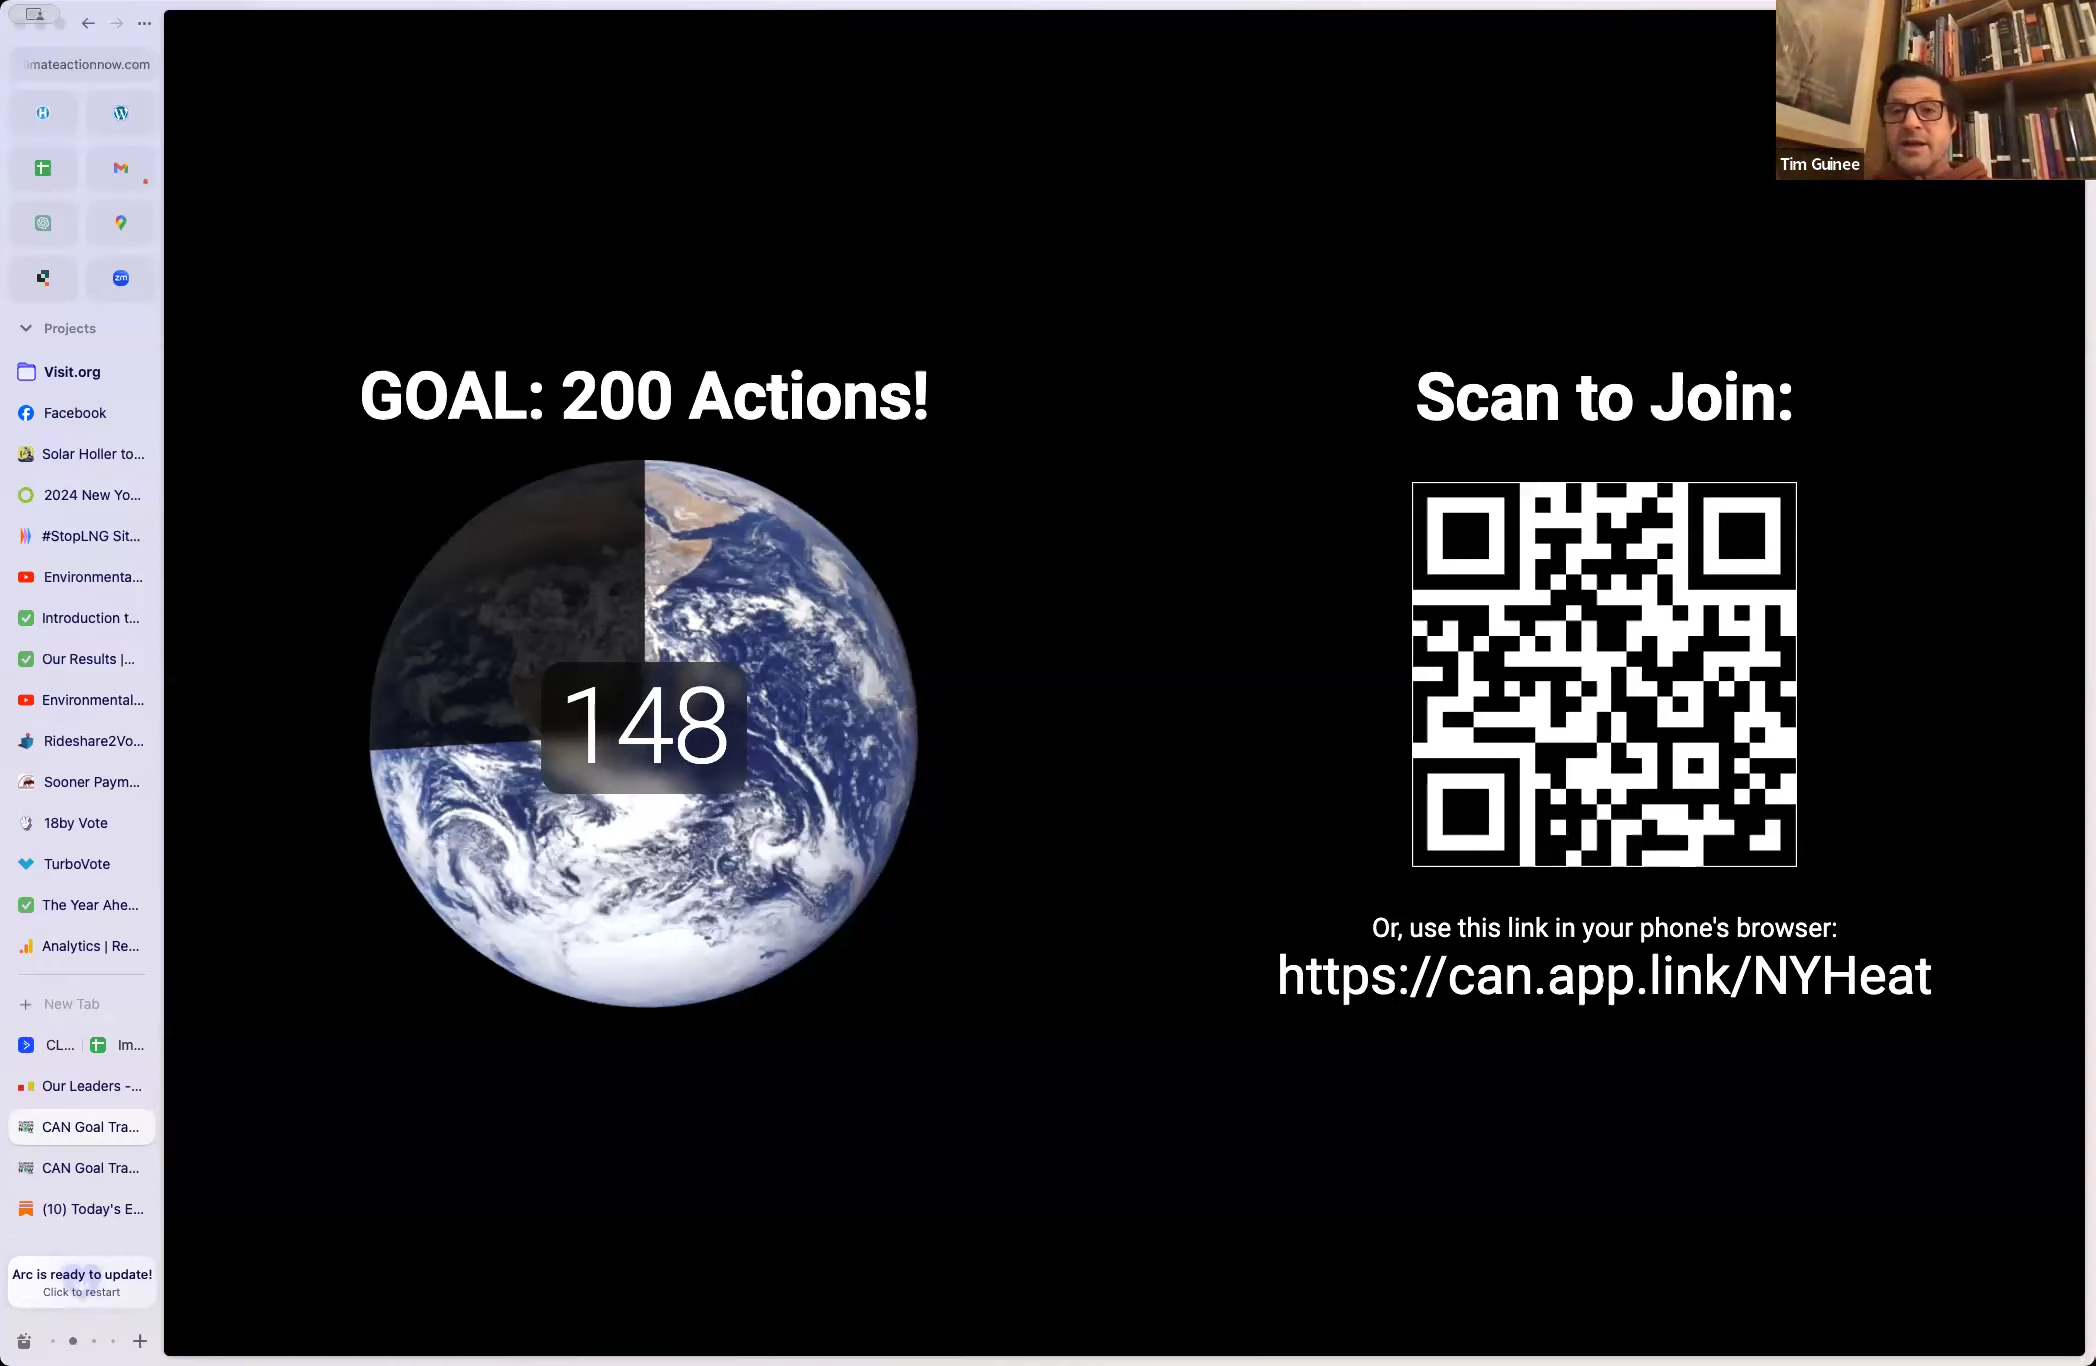 imateactionnow.com
zm
Projects
Visit.org
Facebook
Solar Holler to...
2024 New Yo...
#StopLNG Sit...
Environmenta...
Introduction t...
Our Results |...
Environmental...
Rideshare2Vo...
Sooner Paym...
18by Vote
TurboVote
The Year Ahe...
Analytics | Re...
New Tab
CL... Im...
Our Leaders -...
CAN Goal Tra...
CAN Goal Tra...
(10) Today's E...
Arc is ready to update!
Click to restart
GOAL: 200 Actions!
148
Scan to Join:
Or, use this link in your phone's browser:
https://can.app.link/NYHeat
Tim Guinee